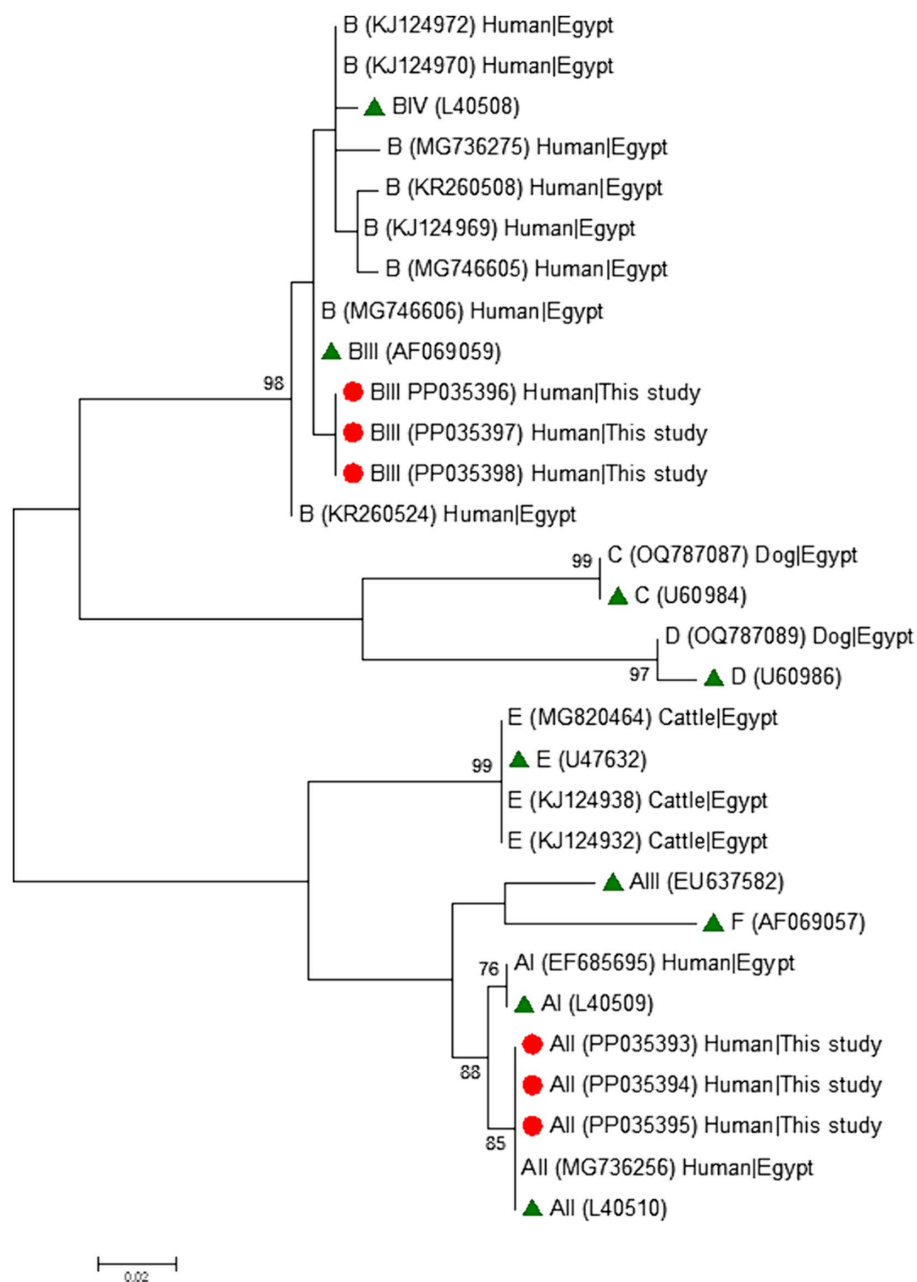 B (KJ124972) Human|Egypt
B (KJ124970) Human|Egypt
BIV (L40508)
B (MG736275) Human|Egypt
B (KR260508) Human|Egypt
B (KJ124969) Human|Egypt
B (MG746605) Human|Egypt
B (MG746606) Human|Egypt
BIII (AF069059)
98
BIII PP035396) Human|This study
BIII (PP035397) Human|This study
BIII (PP035398) Human|This study
B (KR260524) Human|Egypt
C (OQ787087) Dog|Egypt
99
C (U60984)
D (OQ787089) Dog|Egypt
97
D (U60986)
E (MG820464) Cattle|Egypt
99
E (U47632)
E (KJ124938) Cattle|Egypt
E (KJ124932) Cattle|Egypt
AIII (EU637582)
F (AF069057)
AI (EF685695) Human|Egypt
76
AI (L40509)
AII (PP035393) Human|This study
88
AII (PP035394) Human|This study
AII (PP035395) Human|This study
85
AII (MG736256) Human|Egypt
AII (L40510)
0.02